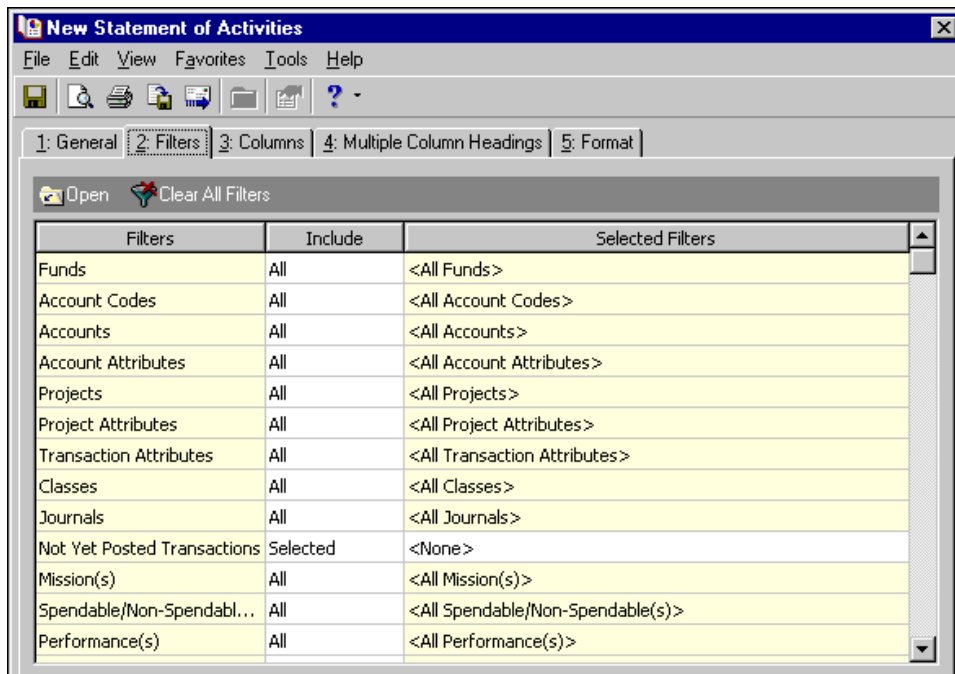 New Statement of Activities
File Edit View Favorites Tools Help
1: General 2: Filters 3: Columns 4: Multiple Column Headings 5: Format
Open Clear All Filters
Filters Include Selected Filters
Funds All <All Funds>
Account Codes All <All Account Codes>
Accounts All <All Accounts>
Account Attributes All <All Account Attributes>
Projects All <All Projects>
Project Attributes All <All Project Attributes>
Transaction Attributes All <All Transaction Attributes>
Classes All <All Classes>
Journals All <All Journals>
Not Yet Posted Transactions Selected <None>
Mission(s) All <All Mission(s)>
Spendable/Non-Spendabl... All <All Spendable/Non-Spendable(s)>
Performance(s) All <All Performance(s)>